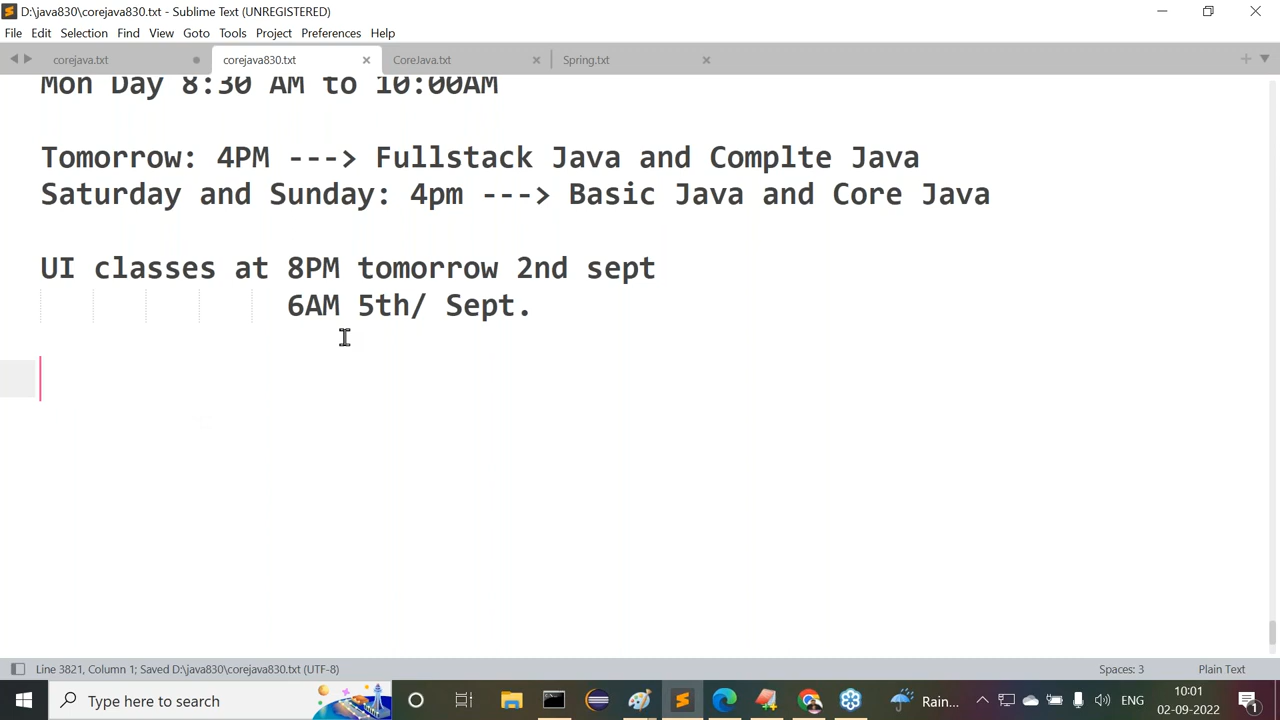 D:\java830\corejava830.txt - Sublime Text (UNREGISTERED)
File Edit Selection Find View Goto Tools Project Preferences Help
corejava.txt corejava830.txt CoreJava.txt Spring.txt
Mon Day 8:30 AM to 10:00AM
Tomorrow: 4PM ---> Fullstack Java and Complte Java
Saturday and Sunday: 4pm ---> Basic Java and Core Java
UI classes at 8PM tomorrow 2nd sept
6AM 5th/ Sept.
Line 3821, Column 1; Saved D:\java830\corejava830.txt (UTF-8) Spaces: 3 Plain Text
Type here to search Rain... ENG 10:01
02-09-2022 1